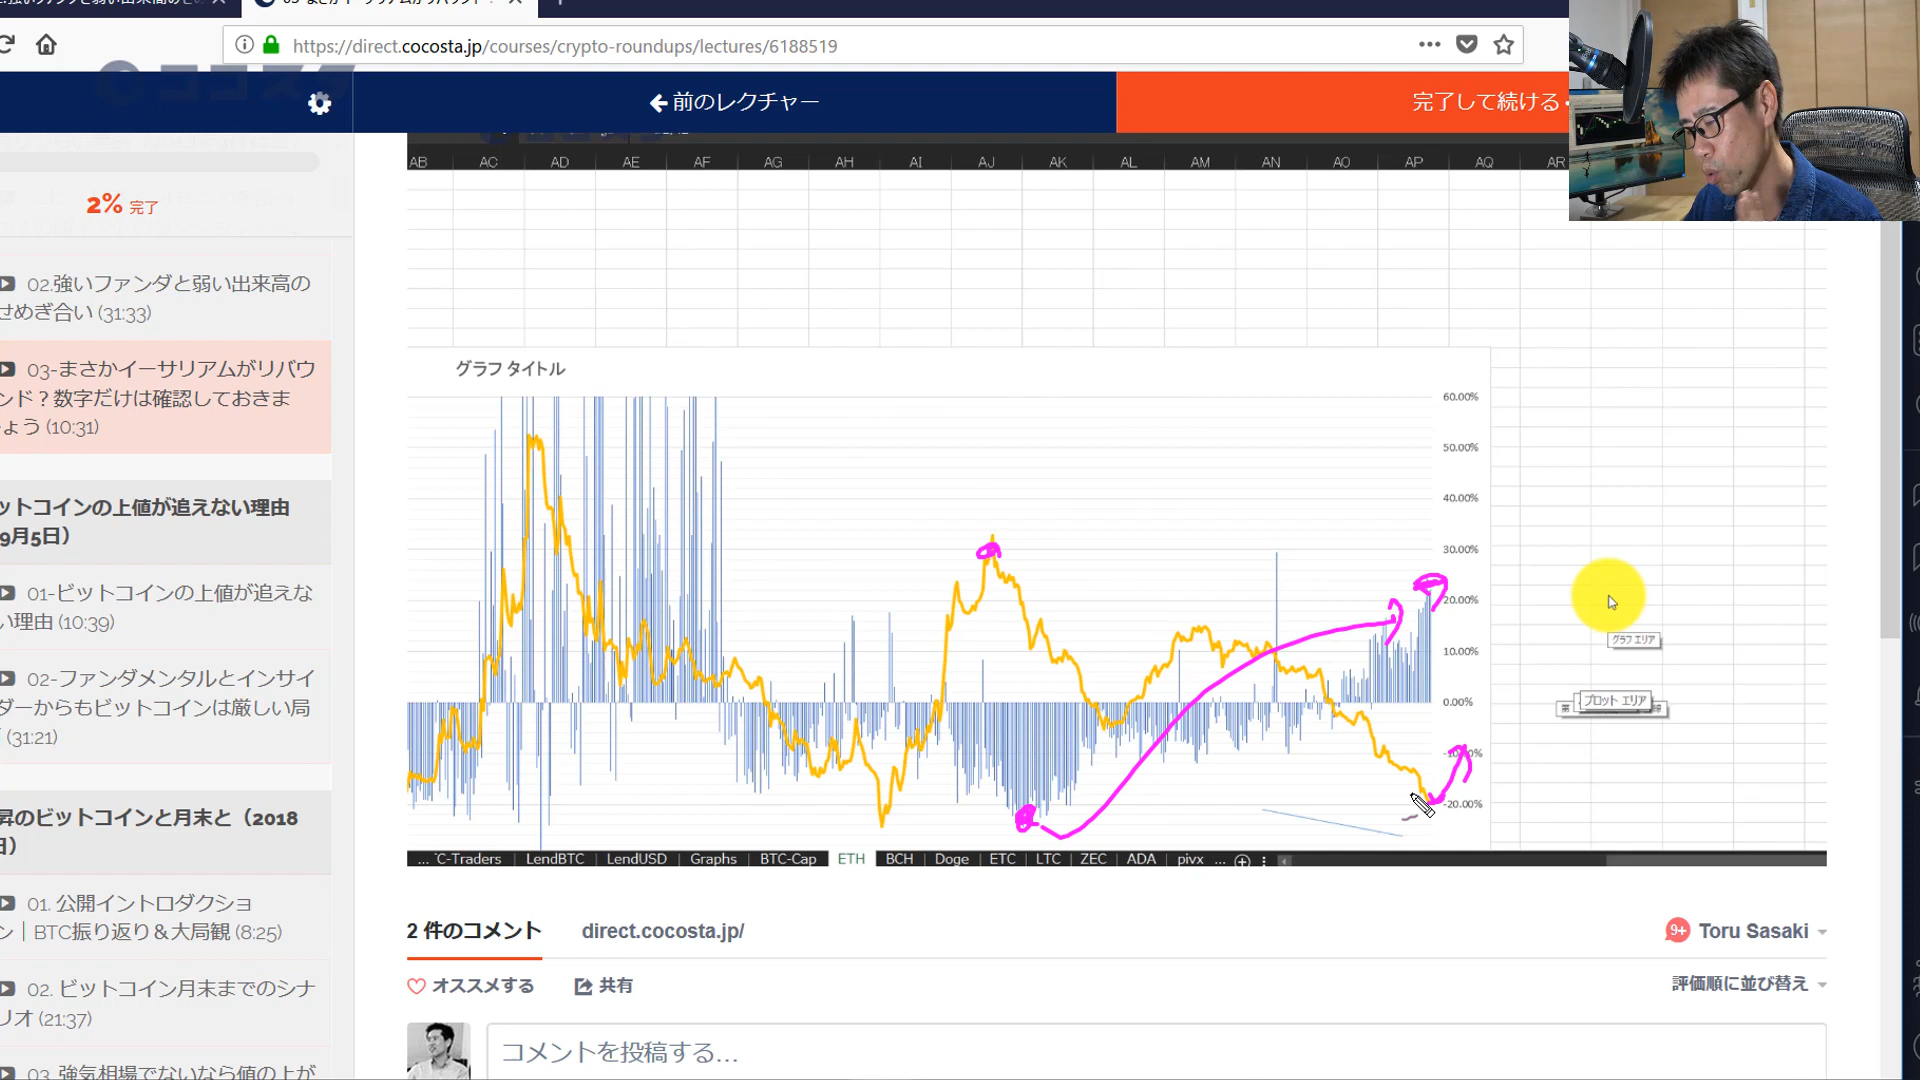 https://direct.cocosta.jp/courses/crypto-roundups/lectures/6188519
前のレクチャー
完了して続ける
AB AC AD AE AF AG AH AI AJ AK AL AM AN AO AP AQ AR
2% 完了
02.強いファンダと弱い出来高の
せめぎ合い (31:33)
03-まさかイーサリアムがリバウ
ンド？数字だけは確認しておきま
ょう (10:31)
ットコインの上値が追えない理由
9月5日）
01-ビットコインの上値が追えな
い理由 (10:39)
02-ファンダメンタルとインサイ
ダーからもビットコインは厳しい局
(31:21)
昇のビットコインと月末と（2018
日）
01. 公開イントロダクショ
ン｜BTC振り返り＆大局観 (8:25)
02. ビットコイン月末までのシナ
リオ (21:37)
03. 強気相場でないなら値の上が
グラフ タイトル
60.00%
50.00%
40.00%
30.00%
20.00%
10.00%
0.00%
-20.00%
グラフ エリア
プロット エリア
... 'C-Traders LendBTC LendUSD Graphs BTC-Cap ETH BCH Doge ETC LTC ZEC ADA pivx ...
2 件のコメント
direct.cocosta.jp/
9+ Toru Sasaki
オススメする
共有
評価順に並び替え
コメントを投稿する...